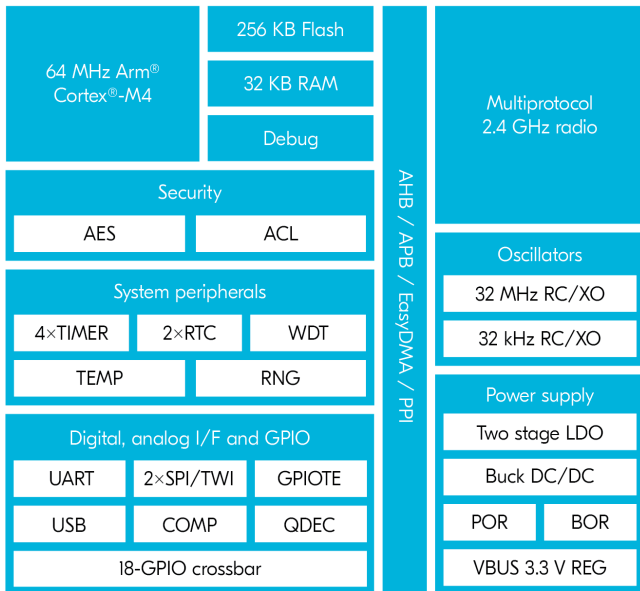 64 MHz Arm®
Cortex®-M4
256 KB Flash
32 KB RAM
Debug
Security
AES
ACL
System peripherals
4×TIMER
2×RTC
WDT
TEMP
RNG
Digital, analog I/F and GPIO
UART
2×SPI/TWI
GPIOTE
USB
COMP
QDEC
18-GPIO crossbar
AHB / APB / EasyDMA / PPI
Multiprotocol
2.4 GHz radio
Oscillators
32 MHz RC/XO
32 kHz RC/XO
Power supply
Two stage LDO
Buck DC/DC
POR
BOR
VBUS 3.3 V REG